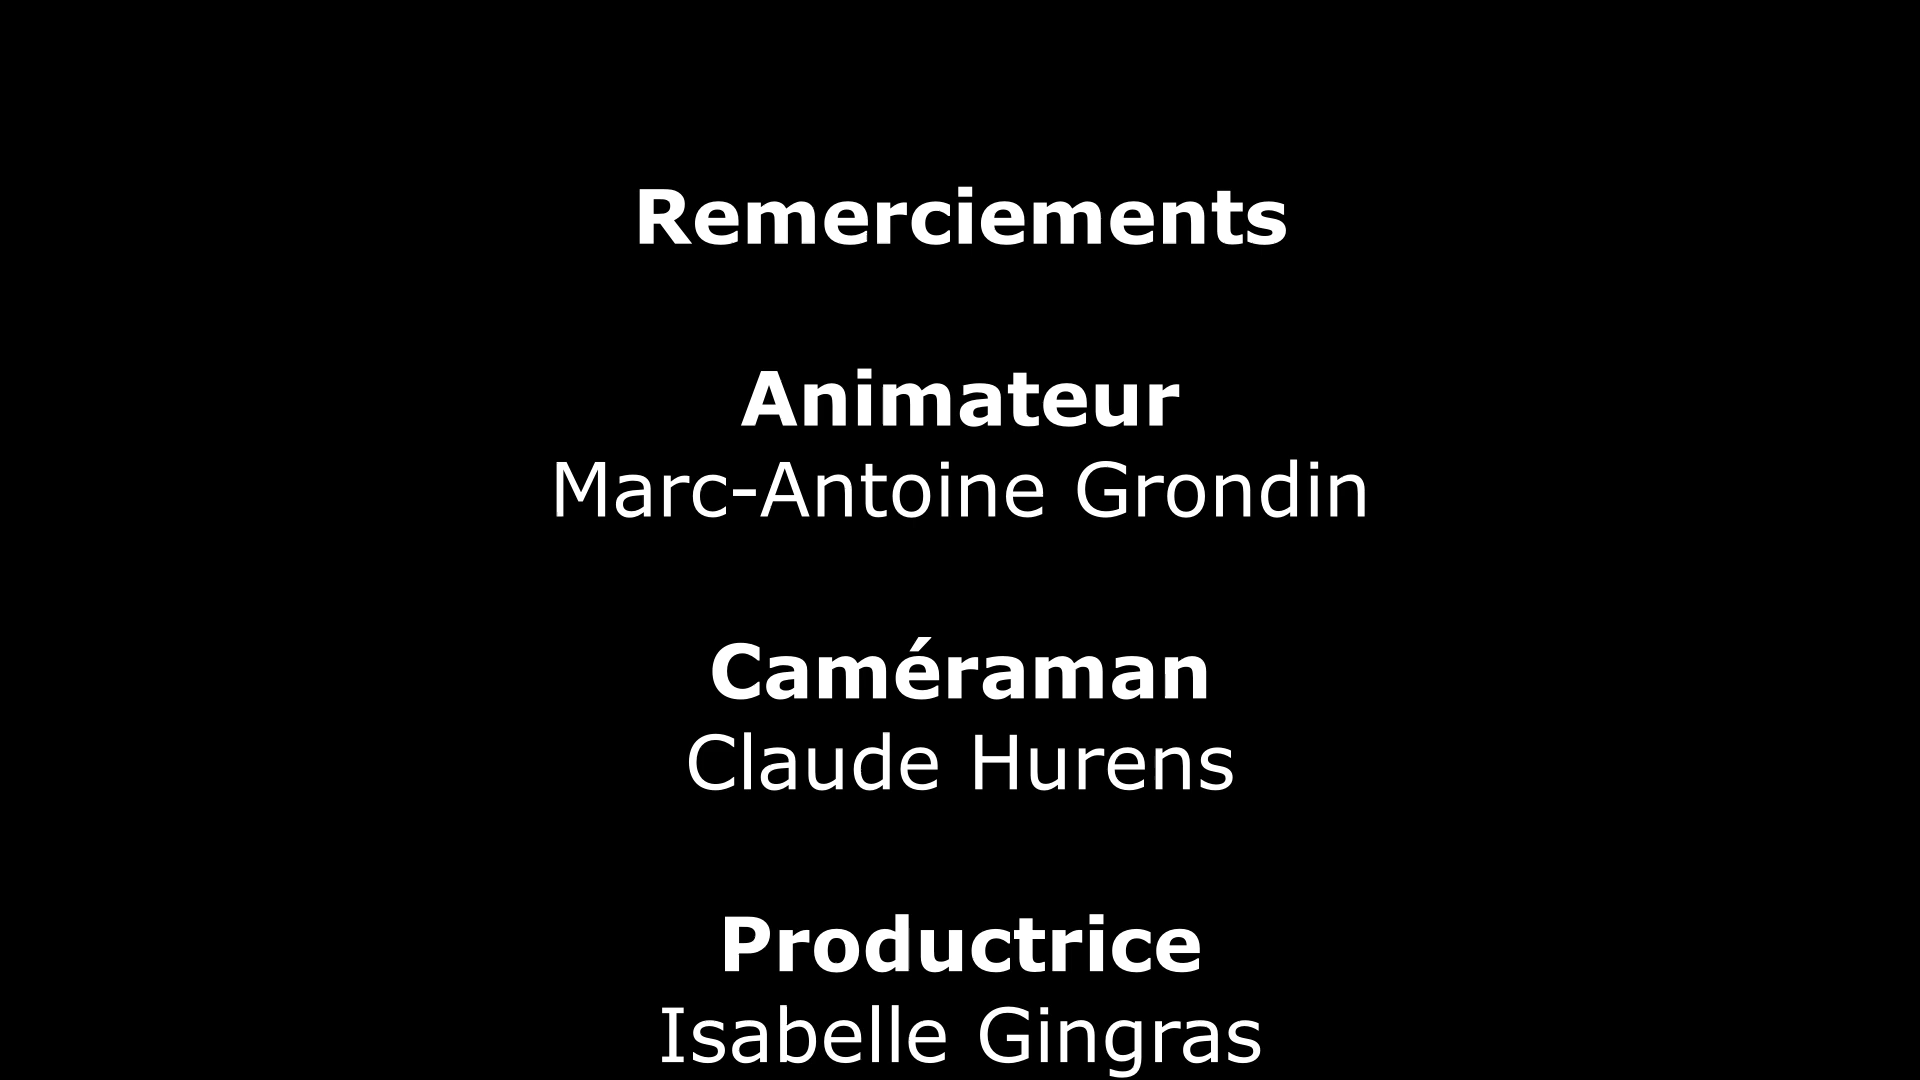 Remerciements
Animateur
Marc-Antoine Grondin
Caméraman
Claude Hurens
Productrice
Isabelle Gingras